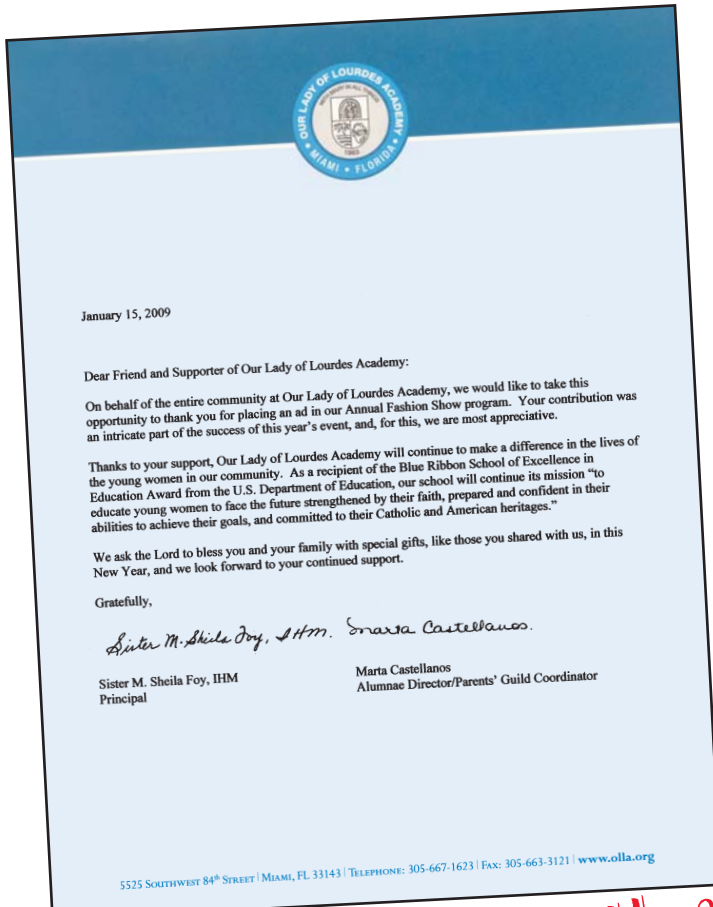 OUR LADY OF LOURDES ACADEMY
MIAMI • FLORIDA
January 15, 2009
Dear Friend and Supporter of Our Lady of Lourdes Academy:
On behalf of the entire community at Our Lady of Lourdes Academy, we would like to take this
opportunity to thank you for placing an ad in our Annual Fashion Show program.  Your contribution was
an intricate part of the success of this year's event, and, for this, we are most appreciative.
Thanks to your support, Our Lady of Lourdes Academy will continue to make a difference in the lives of
the young women in our community.  As a recipient of the Blue Ribbon School of Excellence in
Education Award from the U.S. Department of Education, our school will continue its mission “to
educate young women to face the future strengthened by their faith, prepared and confident in their
abilities to achieve their goals, and committed to their Catholic and American heritages.”
We ask the Lord to bless you and your family with special gifts, like those you shared with us, in this
New Year, and we look forward to your continued support.
Gratefully,
Sister M. Sheila Foy, IHM. Marta Castellanos.
Sister M. Sheila Foy, IHM
Principal
Marta Castellanos
Alumnae Director/Parents' Guild Coordinator
5525 Southwest 84th Street | Miami, FL 33143 | Telephone: 305-667-1623 | Fax: 305-663-3121 | www.olla.org